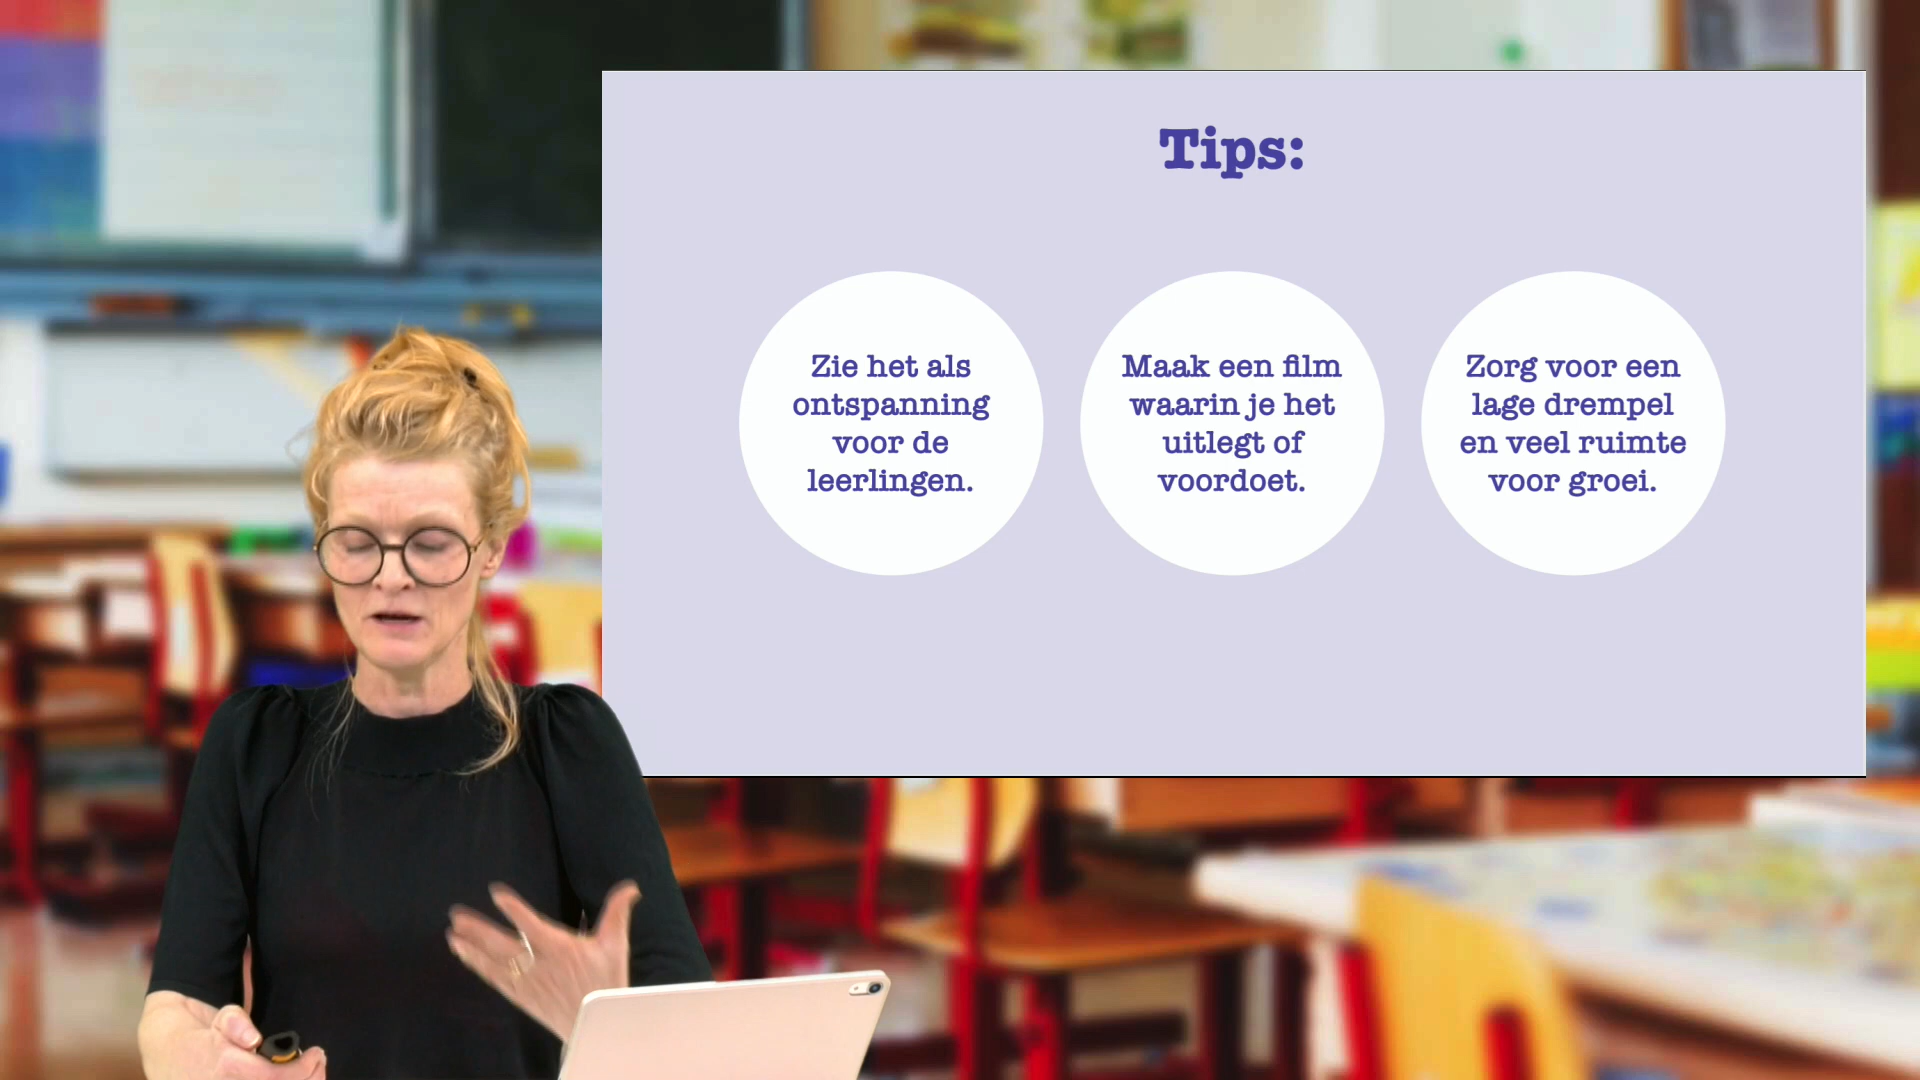 Tips:
Zie het als
ontspanning
voor de
leerlingen.
Maak een film
waarin je het
uitlegt of
voordoet.
Zorg voor een
lage drempel
en veel ruimte
voor groei.